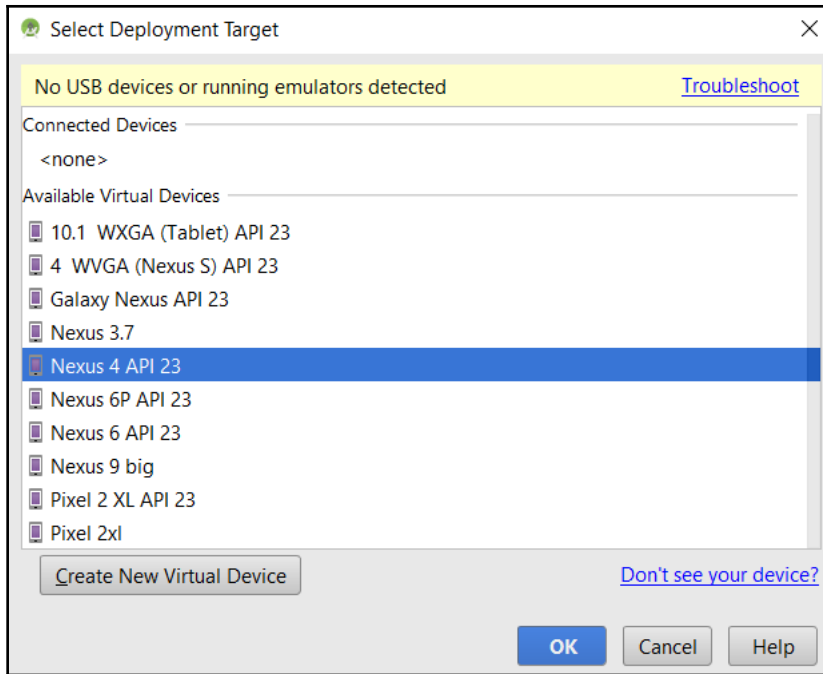 Select Deployment Target
No USB devices or running emulators detected Troubleshoot
Connected Devices
<none>
Available Virtual Devices
10.1 WXGA (Tablet) API 23
4 WVGA (Nexus S) API 23
Galaxy Nexus API 23
Nexus 3.7
Nexus 4 API 23
Nexus 6P API 23
Nexus 6 API 23
Nexus 9 big
Pixel 2 XL API 23
Pixel 2xl
Create New Virtual Device Don't see your device?
OK Cancel Help